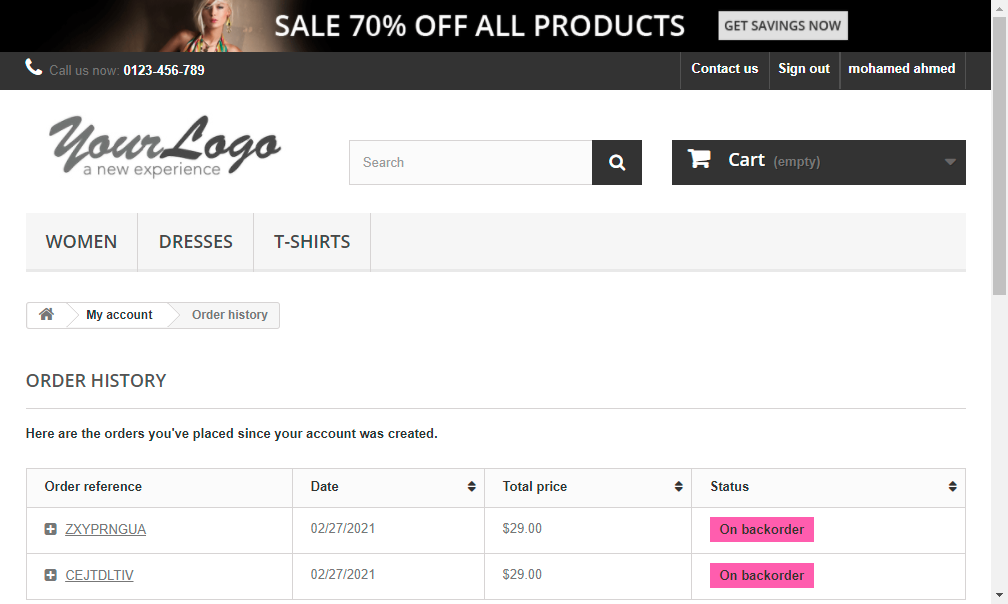 SALE 70% OFF ALL PRODUCTS GET SAVINGS NOW
Call us now: 0123-456-789 Contact us Sign out mohamed ahmed
YourLogo
a new experience
Search Cart (empty)
WOMEN DRESSES T-SHIRTS
My account Order history
ORDER HISTORY
Here are the orders you've placed since your account was created.
Order reference Date Total price Status
ZXYPRNGUA 02/27/2021 $29.00 On backorder
CEJTDLTIV 02/27/2021 $29.00 On backorder